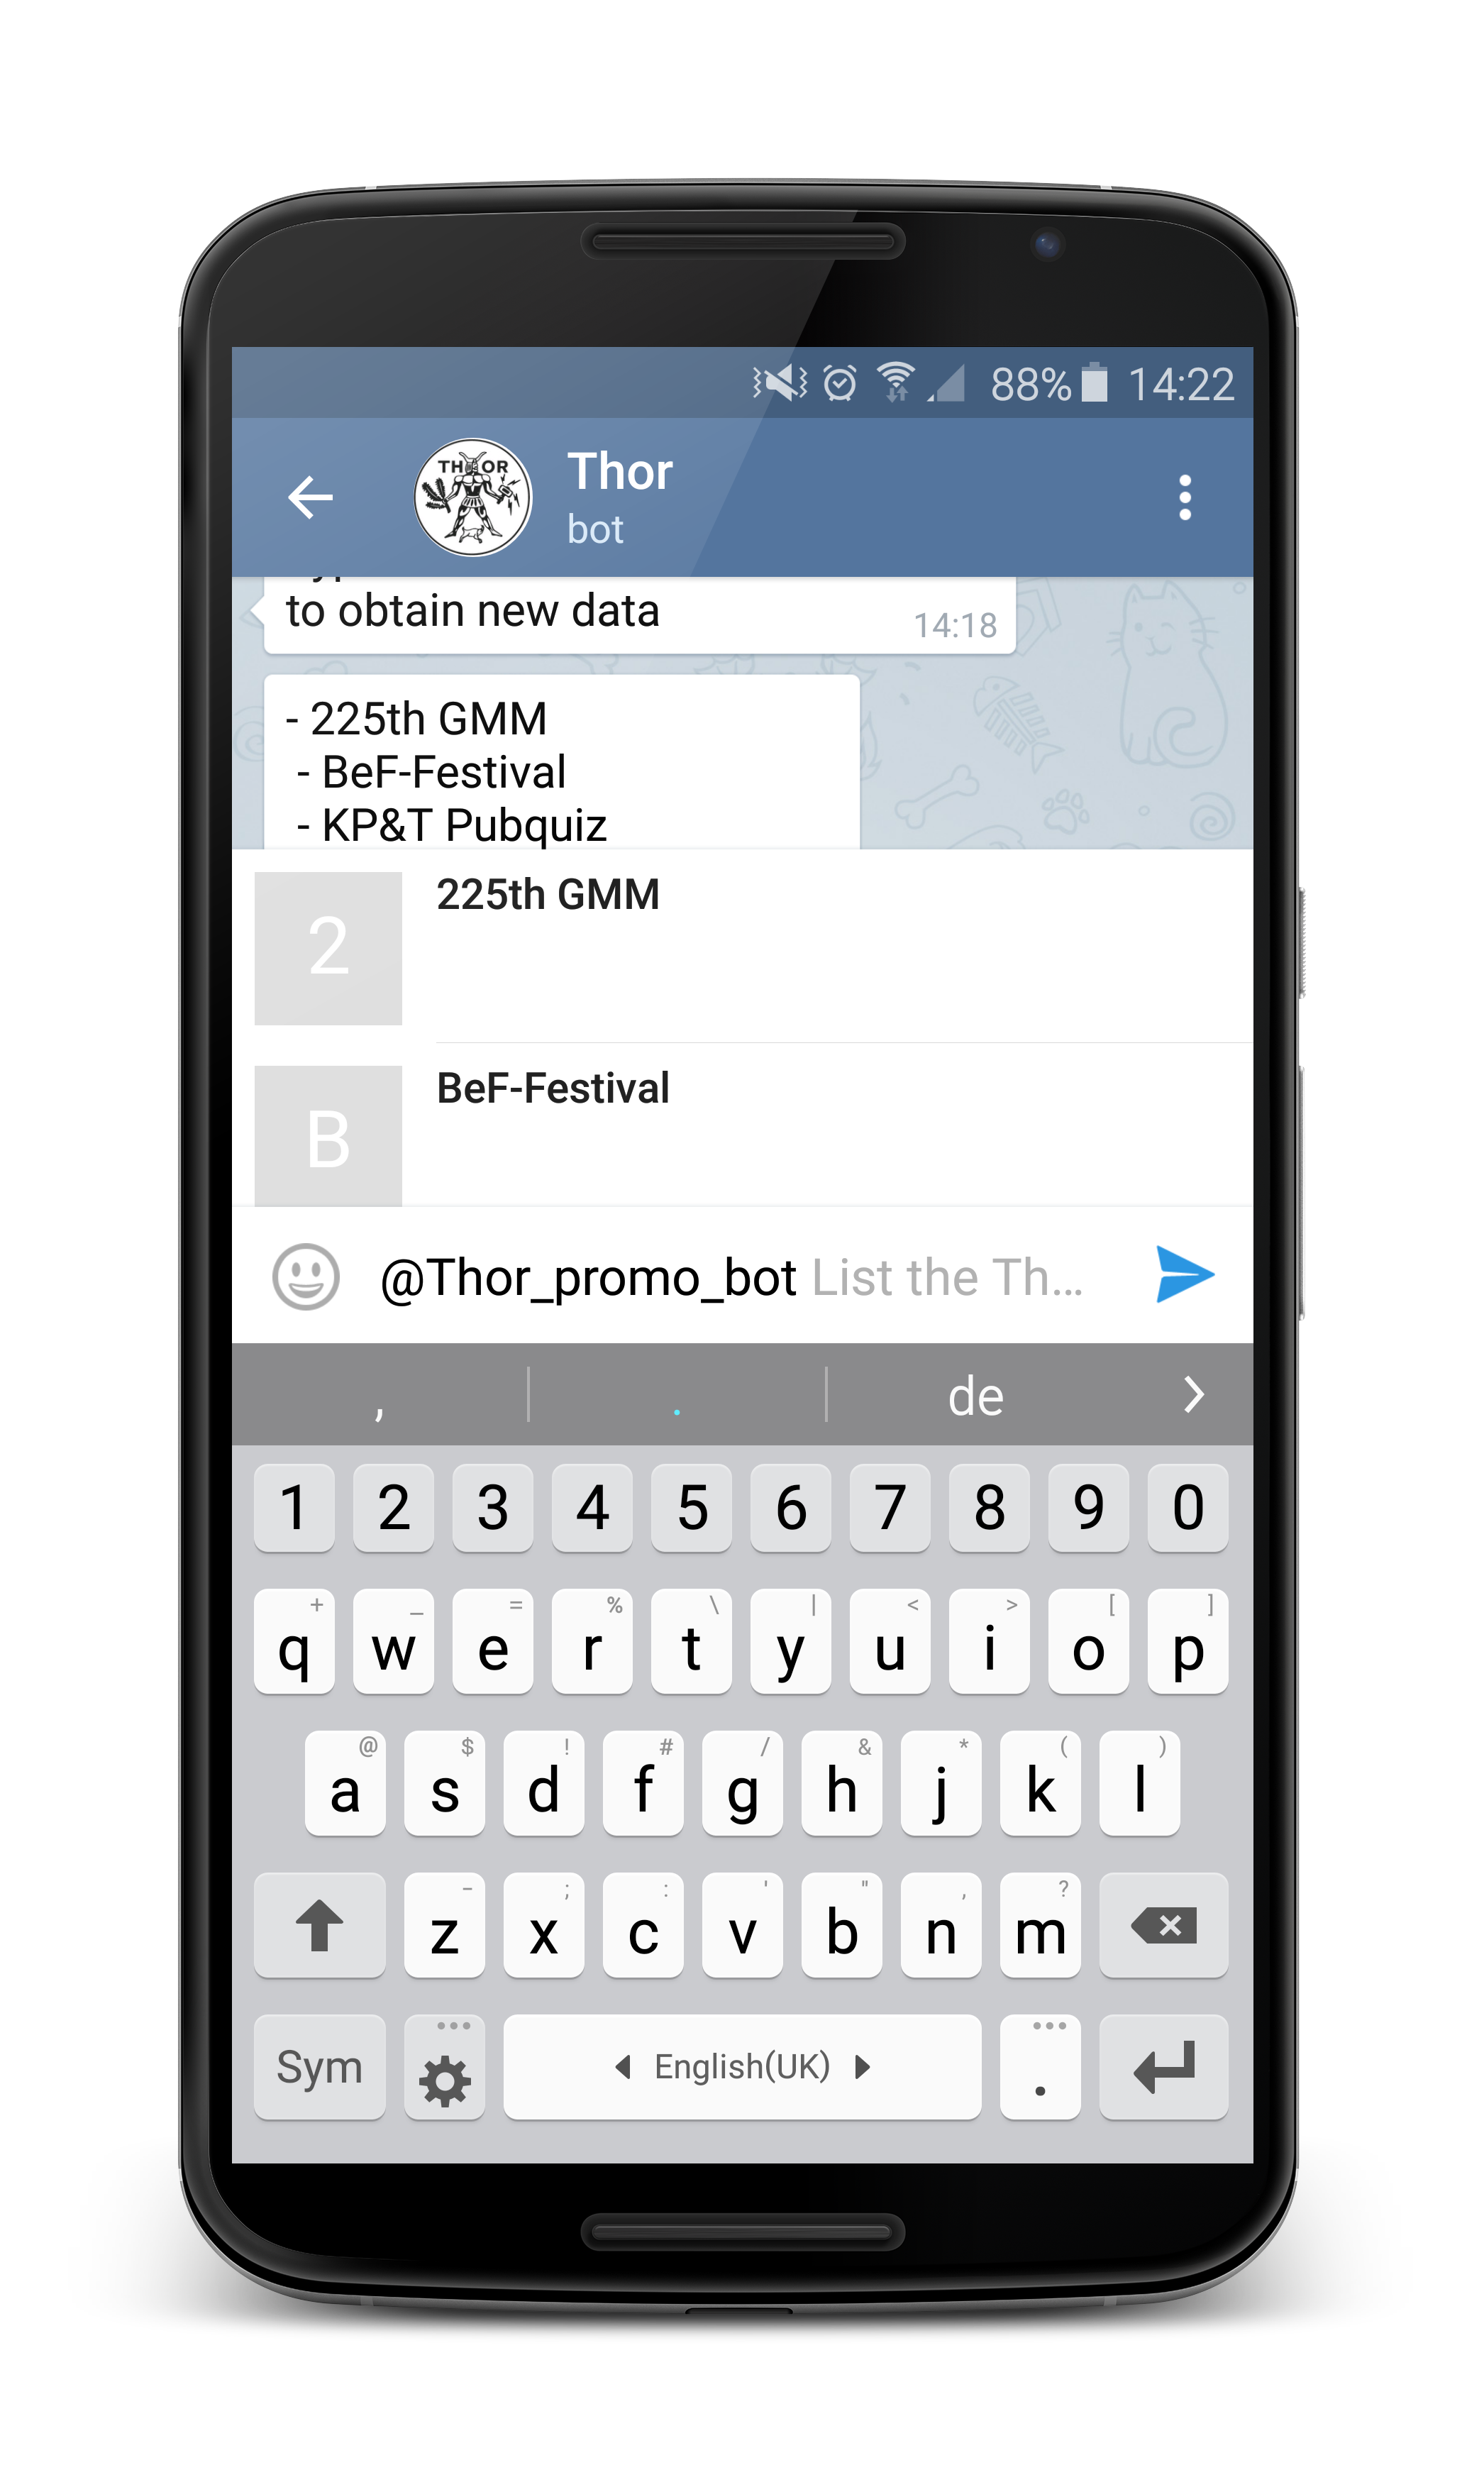 88% 14:22
THOR
Thor
bot
to obtain new data
14:18
- 225th GMM
- BeF-Festival
- KP&T Pubquiz
2
225th GMM
B
BeF-Festival
@Thor_promo_bot List the Th...
, . de
1 2 3 4 5 6 7 8 9 0
+ _ = % \ | < > [ ]
q w e r t y u i o p
@ $ ! # / & * ( )
a s d f g h j k l
- ; : ' " , ?
z x c v b n m
Sym English(UK) .